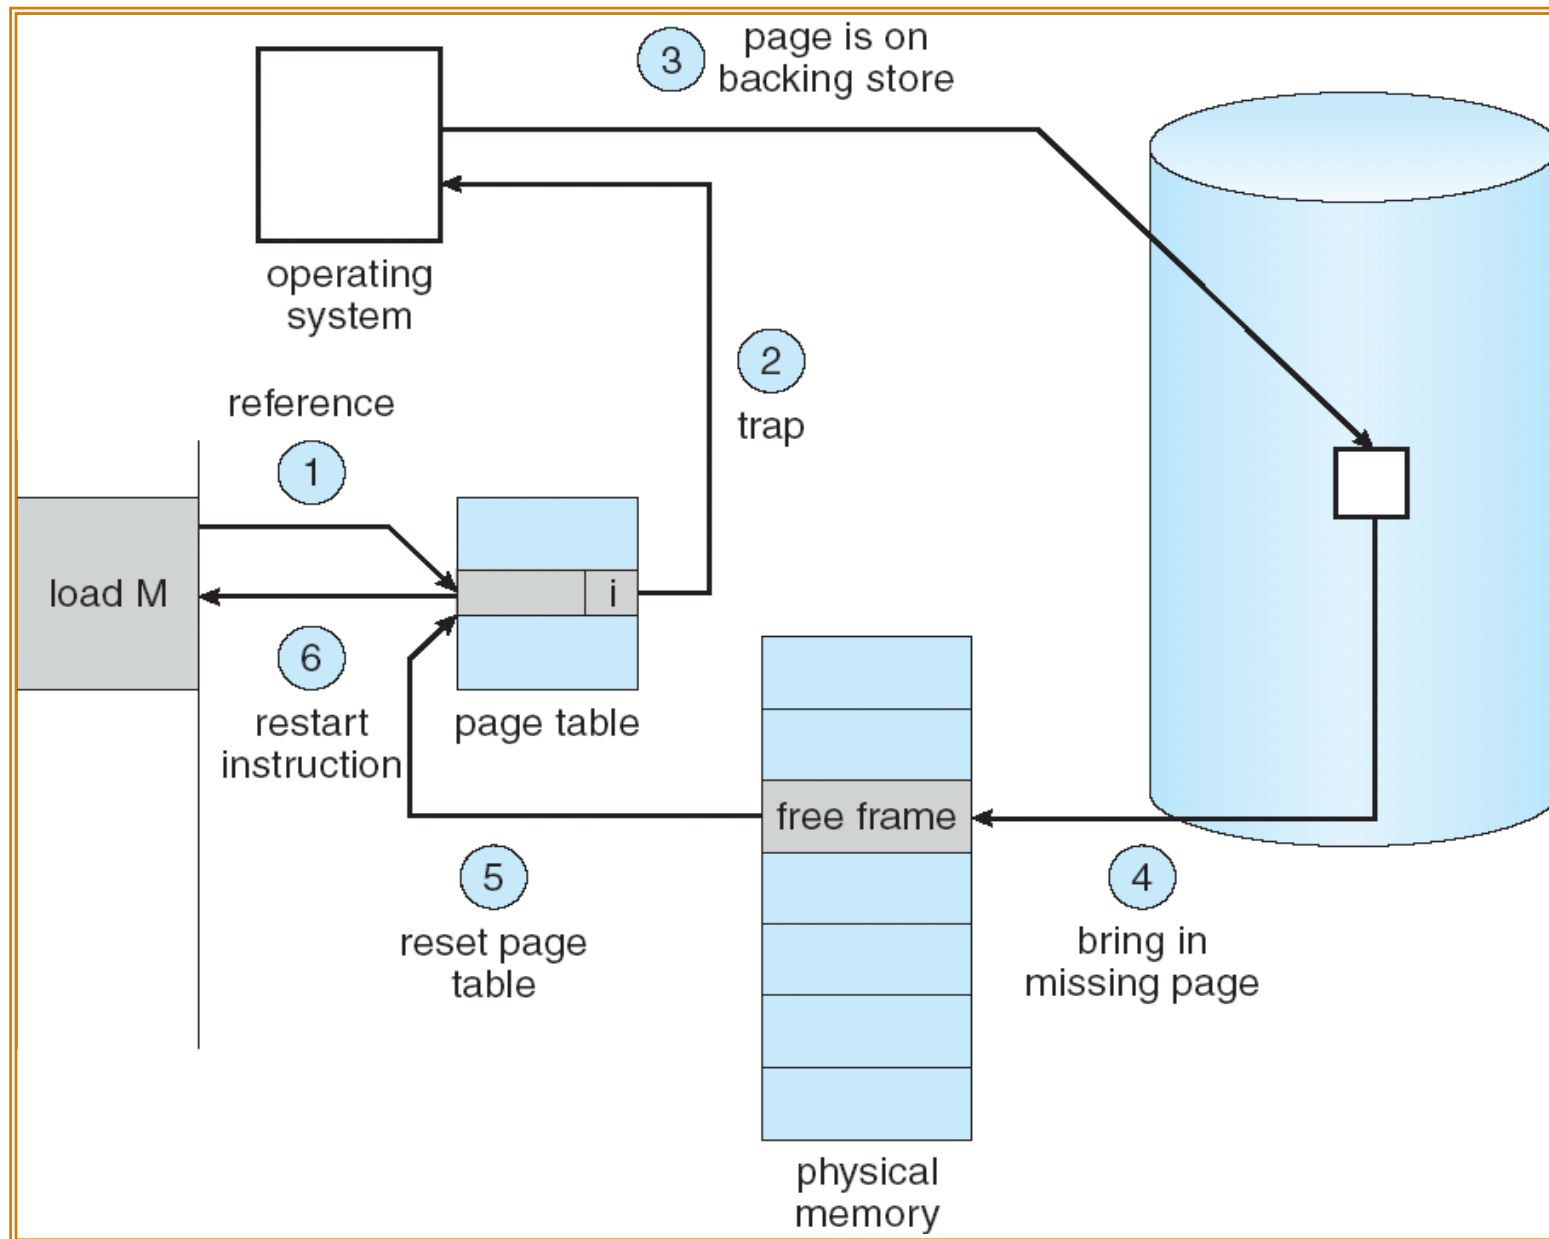 3
page is on
backing store
operating
system
2
trap
reference
1
load M
i
6
restart
instruction
page table
free frame
5
reset page
table
4
bring in
missing page
physical
memory